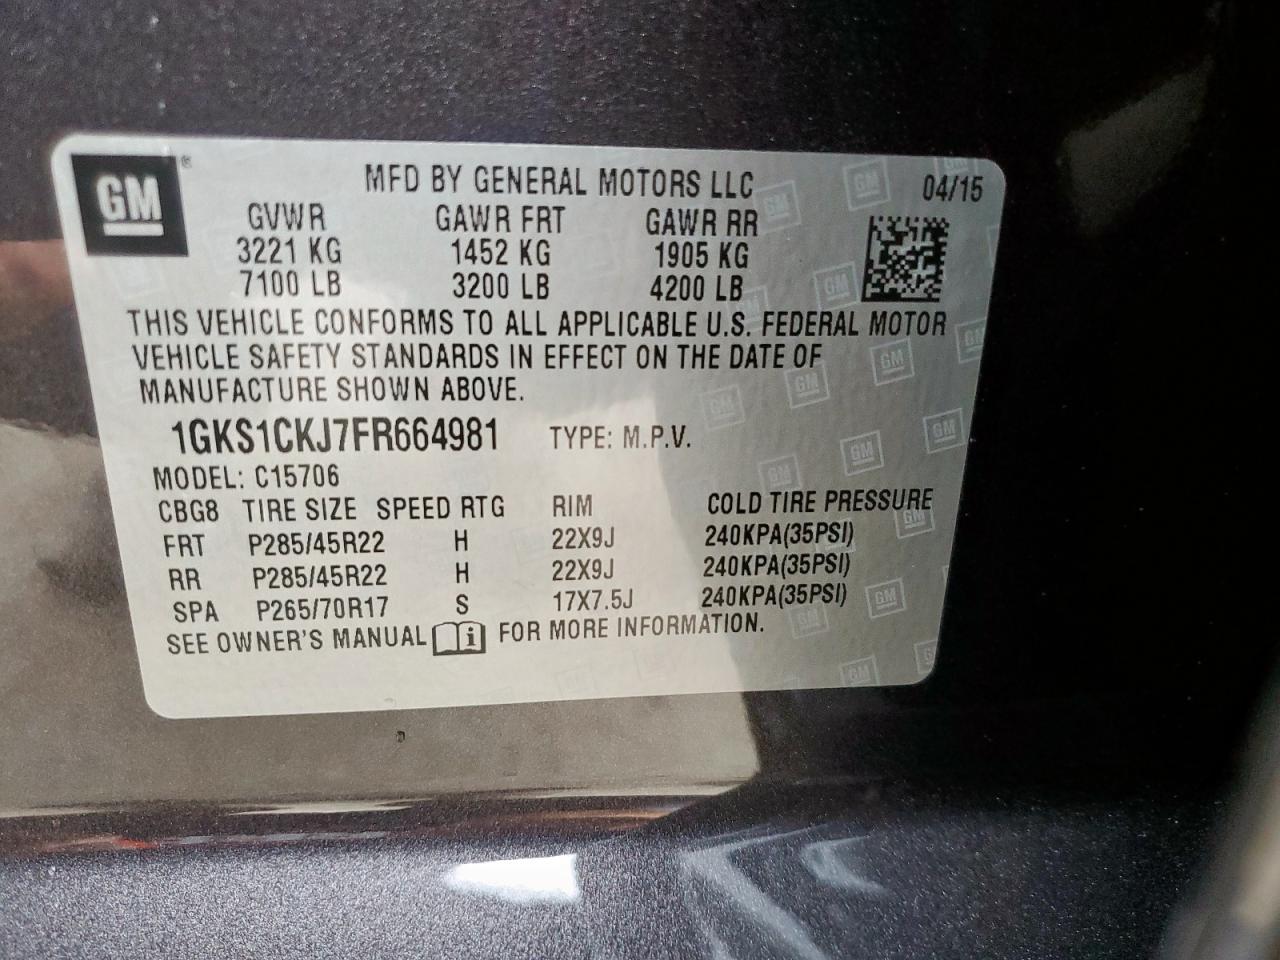 GM ®
MFD BY GENERAL MOTORS LLC 04/15
GVWR GAWR FRT GAWR RR
3221 KG 1452 KG 1905 KG
7100 LB 3200 LB 4200 LB
THIS VEHICLE CONFORMS TO ALL APPLICABLE U.S. FEDERAL MOTOR
VEHICLE SAFETY STANDARDS IN EFFECT ON THE DATE OF
MANUFACTURE SHOWN ABOVE.
1GKS1CKJ7FR664981 TYPE: M.P.V.
MODEL: C15706
CBG8 TIRE SIZE SPEED RTG RIM COLD TIRE PRESSURE
FRT P285/45R22 H 22X9J 240KPA(35PSI)
RR P285/45R22 H 22X9J 240KPA(35PSI)
SPA P265/70R17 S 17X7.5J 240KPA(35PSI)
SEE OWNER'S MANUAL i FOR MORE INFORMATION.